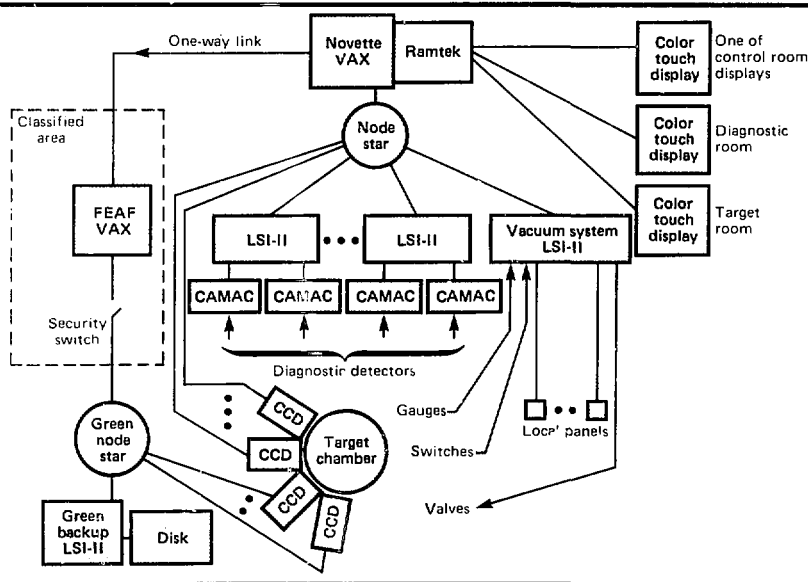 One-way link
Novette
VAX
Ramtek
Color
touch
display
One of
control room
displays
Classified
area
Node
star
Color
touch
display
Diagnostic
room
FEAF
VAX
Color
touch
display
Target
room
LSI-II
LSI-II
Vacuum system
LSI-II
CAMAC
CAMAC
CAMAC
CAMAC
Security
switch
Diagnostic detectors
Gauges
Switches
Local panels
Valves
Green
node
star
CCD
CCD
CCD
CCD
Target
chamber
Green
backup
LSI-II
Disk